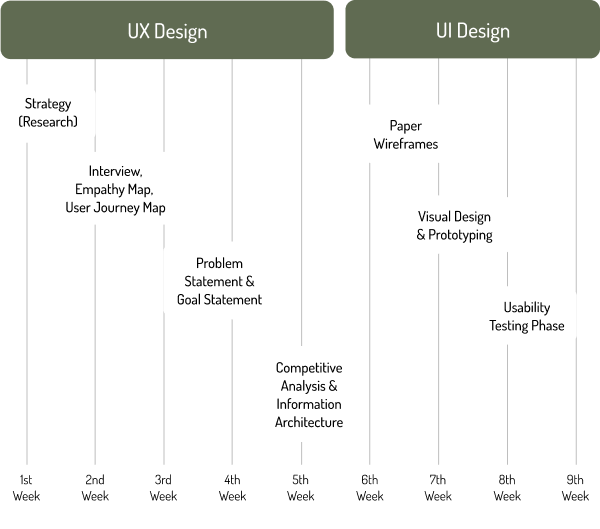 UX Design
UI Design
Strategy
(Research)
Interview,
Empathy Map,
User Journey Map
Problem
Statement &
Goal Statement
Competitive
Analysis &
Information
Architecture
Paper
Wireframes
Visual Design
& Prototyping
Usability
Testing Phase
1st
Week
2nd
Week
3rd
Week
4th
Week
5th
Week
6th
Week
7th
Week
8th
Week
9th
Week